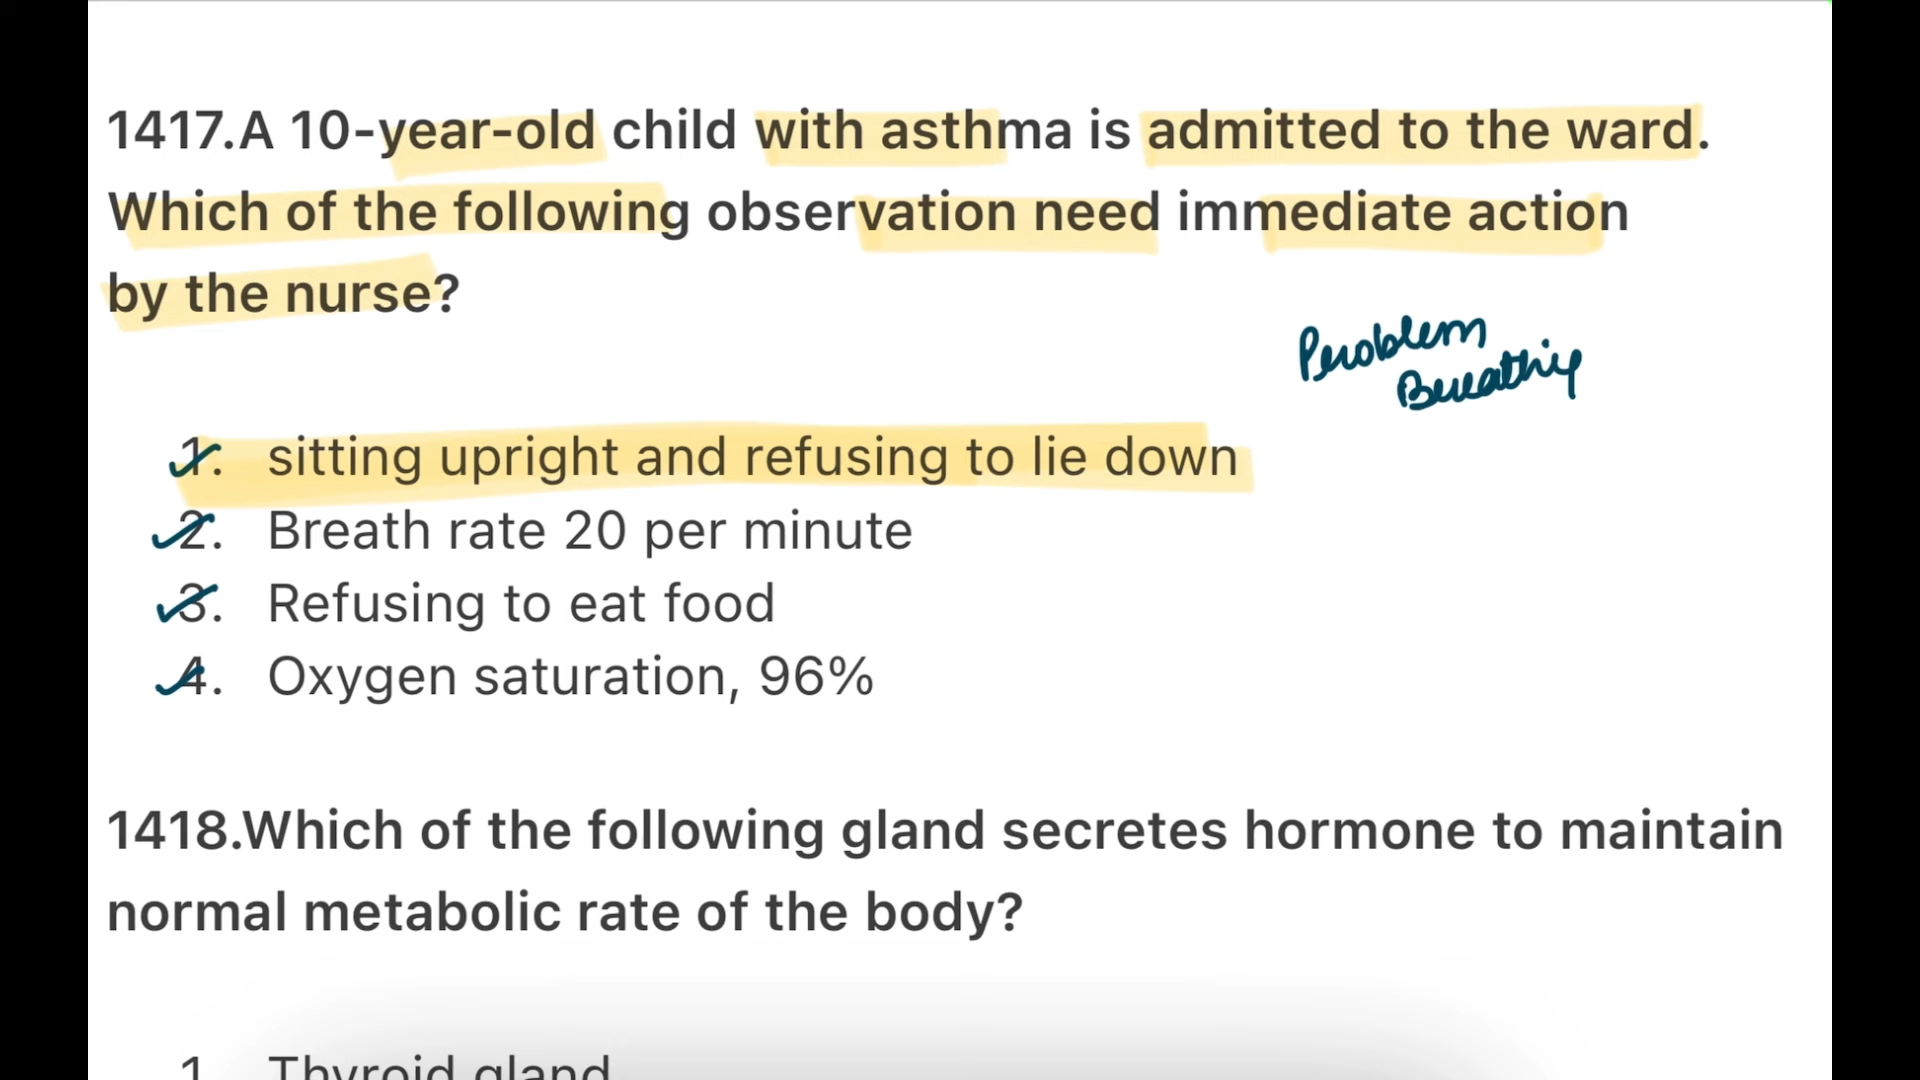 1417.A 10-year-old child with asthma is admitted to the ward.
Which of the following observation need immediate action
by the nurse?
Problem
Breathing
1. sitting upright and refusing to lie down
2. Breath rate 20 per minute
3. Refusing to eat food
4. Oxygen saturation, 96%
1418.Which of the following gland secretes hormone to maintain
normal metabolic rate of the body?
1. Thyroid gland